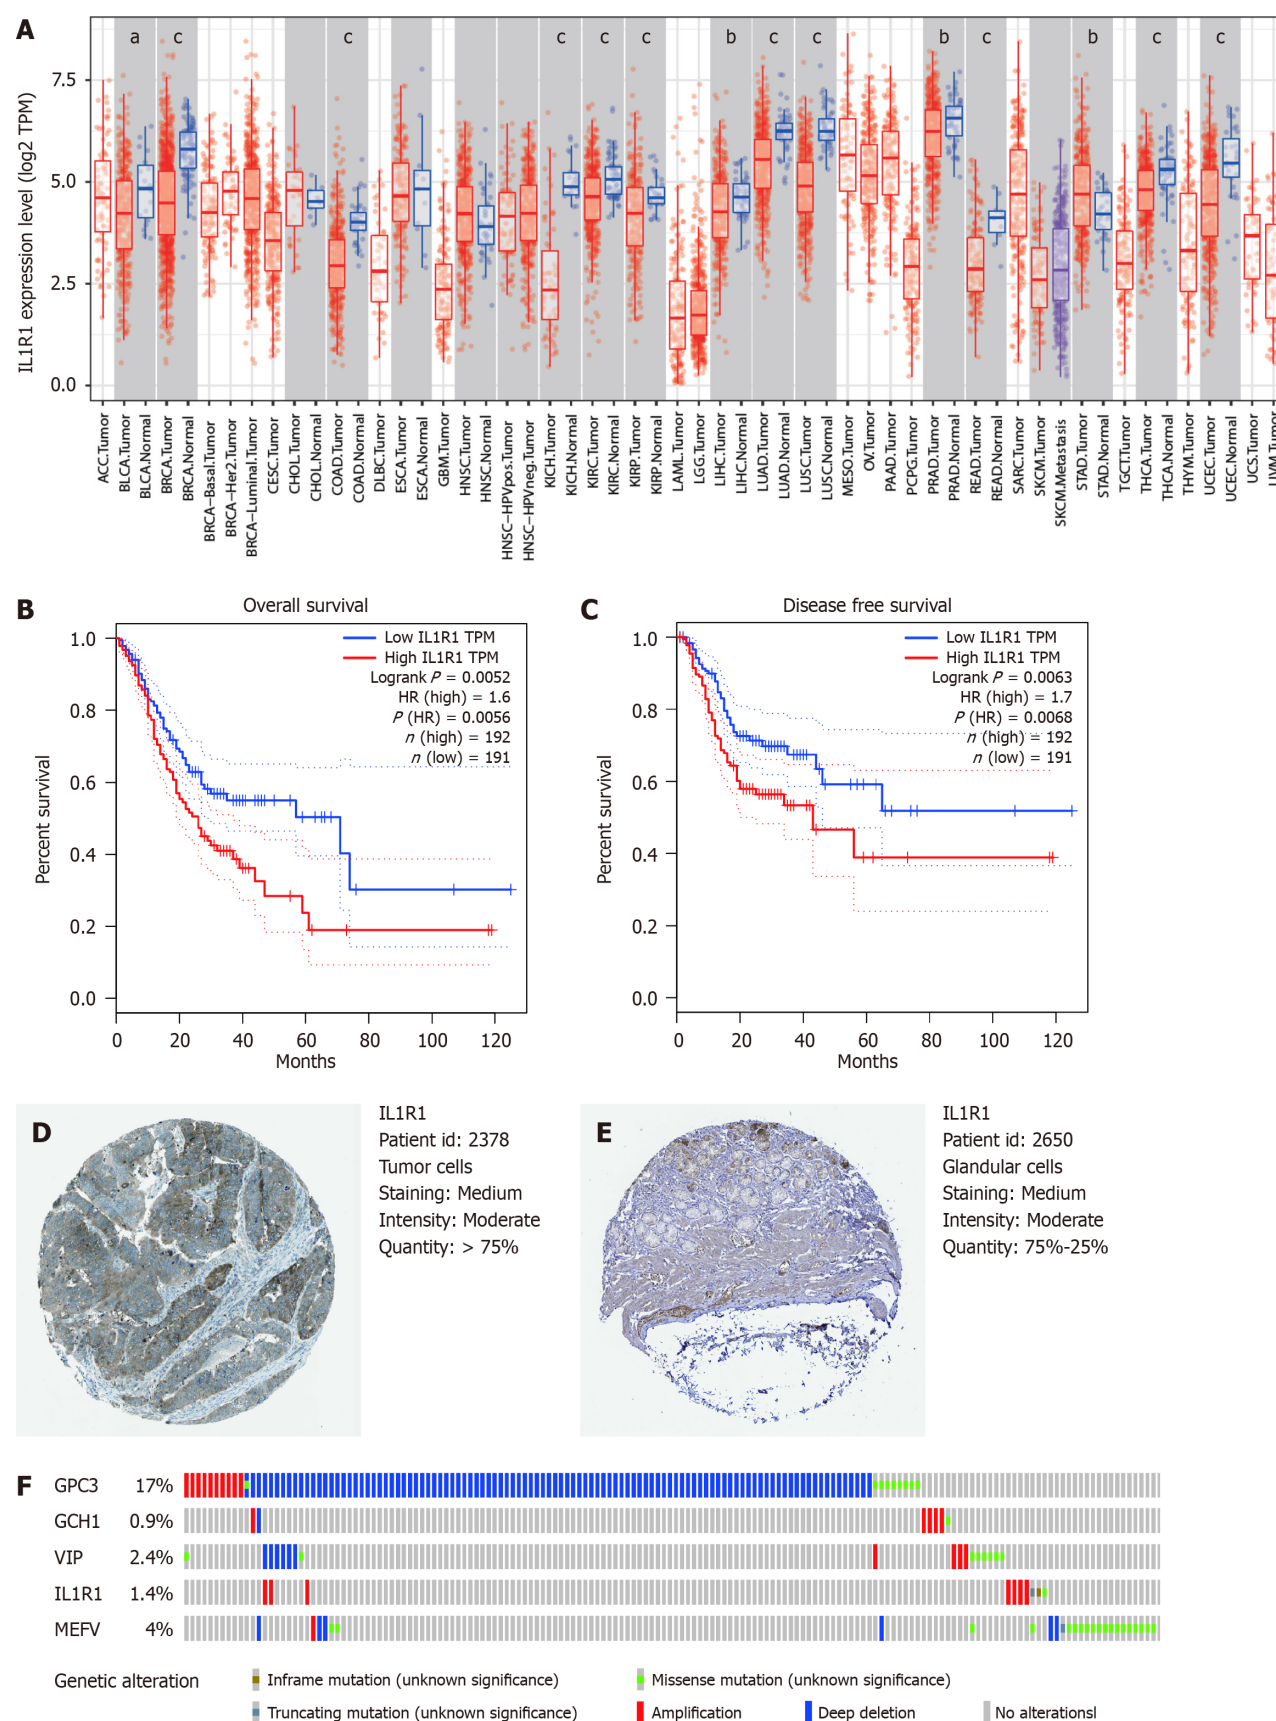 A
a c c c c c b c c b c b c c
IL1R1 expression level (log2 TPM)
7.5
5.0
2.5
0.0
ACC.Tumor
BLCA.Tumor
BLCA.Normal
BRCA.Tumor
BRCA.Normal
BRCA-Basal.Tumor
BRCA-Her2.Tumor
BRCA-Luminal.Tumor
CESC.Tumor
CHOL.Tumor
CHOL.Normal
COAD.Tumor
COAD.Normal
DLBC.Tumor
ESCA.Tumor
ESCA.Normal
GBM.Tumor
HNSC.Tumor
HNSC.Normal
HNSC-HPVpos.Tumor
HNSC-HPVneg.Tumor
KICH.Tumor
KICH.Normal
KIRC.Tumor
KIRC.Normal
KIRP.Tumor
KIRP.Normal
LAML.Tumor
LGG.Tumor
LIHC.Tumor
LIHC.Normal
LUAD.Tumor
LUAD.Normal
LUSC.Tumor
LUSC.Normal
MESO.Tumor
OV.Tumor
PAAD.Tumor
PCPG.Tumor
PRAD.Tumor
PRAD.Normal
READ.Tumor
READ.Normal
SARC.Tumor
SKCM.Tumor
SKCM.Metastasis
STAD.Tumor
STAD.Normal
TGCT.Tumor
THCA.Tumor
THCA.Normal
THYM.Tumor
UCEC.Tumor
UCEC.Normal
UCS.Tumor
UVM.Tumor
B
Overall survival
Low IL1R1 TPM
High IL1R1 TPM
Logrank P = 0.0052
HR (high) = 1.6
P (HR) = 0.0056
n (high) = 192
n (low) = 191
Percent survival
1.0
0.8
0.6
0.4
0.2
0.0
0 20 40 60 80 100 120
Months
C
Disease free survival
Low IL1R1 TPM
High IL1R1 TPM
Logrank P = 0.0063
HR (high) = 1.7
P (HR) = 0.0068
n (high) = 192
n (low) = 191
Percent survival
1.0
0.8
0.6
0.4
0.2
0.0
0 20 40 60 80 100 120
Months
D
IL1R1
Patient id: 2378
Tumor cells
Staining: Medium
Intensity: Moderate
Quantity: > 75%
E
IL1R1
Patient id: 2650
Glandular cells
Staining: Medium
Intensity: Moderate
Quantity: 75%-25%
F
GPC3 17%
GCH1 0.9%
VIP 2.4%
IL1R1 1.4%
MEFV 4%
Genetic alteration
Inframe mutation (unknown significance)
Missense mutation (unknown significance)
Truncating mutation (unknown significance)
Amplification
Deep deletion
No alterationsl